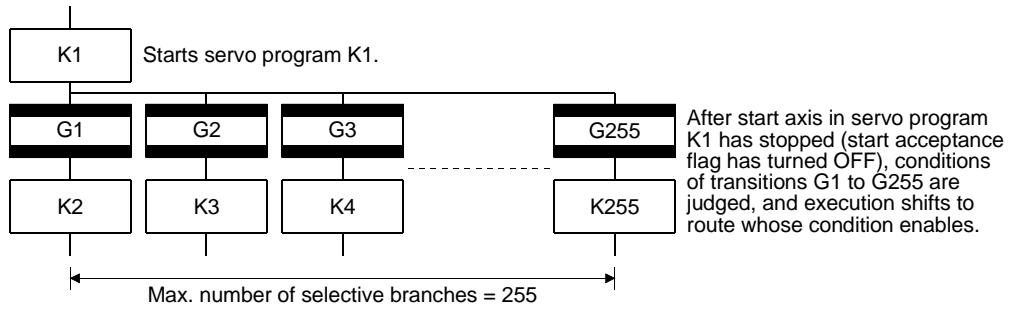 K1
Starts servo program K1.
G1
G2
G3
G255
K2
K3
K4
K255
After start axis in servo program
K1 has stopped (start acceptance
flag has turned OFF), conditions
of transitions G1 to G255 are
judged, and execution shifts to
route whose condition enables.
Max. number of selective branches = 255